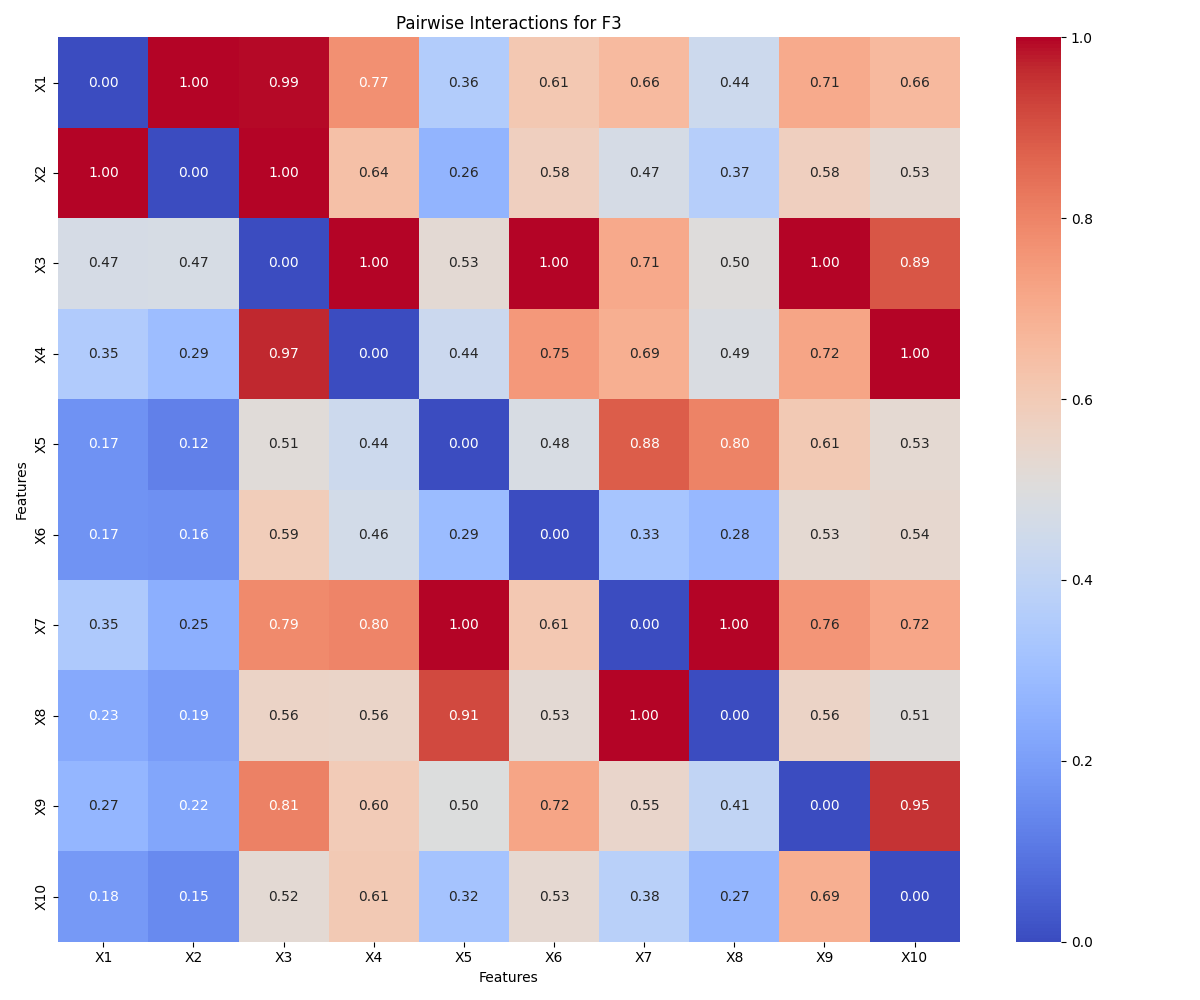 Pairwise Interactions for F3
X1 0.00 1.00 0.99 0.77 0.36 0.61 0.66 0.44 0.71 0.66
X2 1.00 0.00 1.00 0.64 0.26 0.58 0.47 0.37 0.58 0.53
X3 0.47 0.47 0.00 1.00 0.53 1.00 0.71 0.50 1.00 0.89
X4 0.35 0.29 0.97 0.00 0.44 0.75 0.69 0.49 0.72 1.00
X5 0.17 0.12 0.51 0.44 0.00 0.48 0.88 0.80 0.61 0.53
X6 0.17 0.16 0.59 0.46 0.29 0.00 0.33 0.28 0.53 0.54
X7 0.35 0.25 0.79 0.80 1.00 0.61 0.00 1.00 0.76 0.72
X8 0.23 0.19 0.56 0.56 0.91 0.53 1.00 0.00 0.56 0.51
X9 0.27 0.22 0.81 0.60 0.50 0.72 0.55 0.41 0.00 0.95
X10 0.18 0.15 0.52 0.61 0.32 0.53 0.38 0.27 0.69 0.00
X1 X2 X3 X4 X5 X6 X7 X8 X9 X10
Features
Features
1.0
0.8
0.6
0.4
0.2
0.0